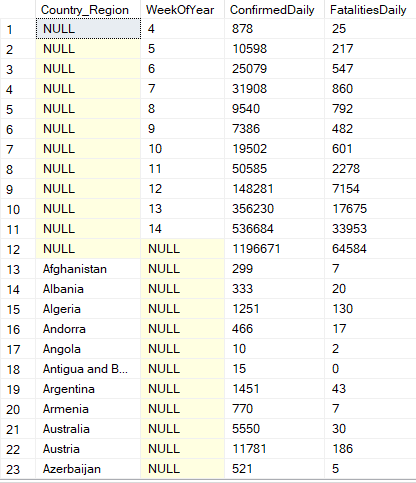 Country_Region WeekOfYear ConfirmedDaily FatalitiesDaily
1 NULL 4 878 25
2 NULL 5 10598 217
3 NULL 6 25079 547
4 NULL 7 31908 860
5 NULL 8 9540 792
6 NULL 9 7386 482
7 NULL 10 19502 601
8 NULL 11 50585 2278
9 NULL 12 148281 7154
10 NULL 13 356230 17675
11 NULL 14 536684 33953
12 NULL NULL 1196671 64584
13 Afghanistan NULL 299 7
14 Albania NULL 333 20
15 Algeria NULL 1251 130
16 Andorra NULL 466 17
17 Angola NULL 10 2
18 Antigua and B... NULL 15 0
19 Argentina NULL 1451 43
20 Armenia NULL 770 7
21 Australia NULL 5550 30
22 Austria NULL 11781 186
23 Azerbaijan NULL 521 5